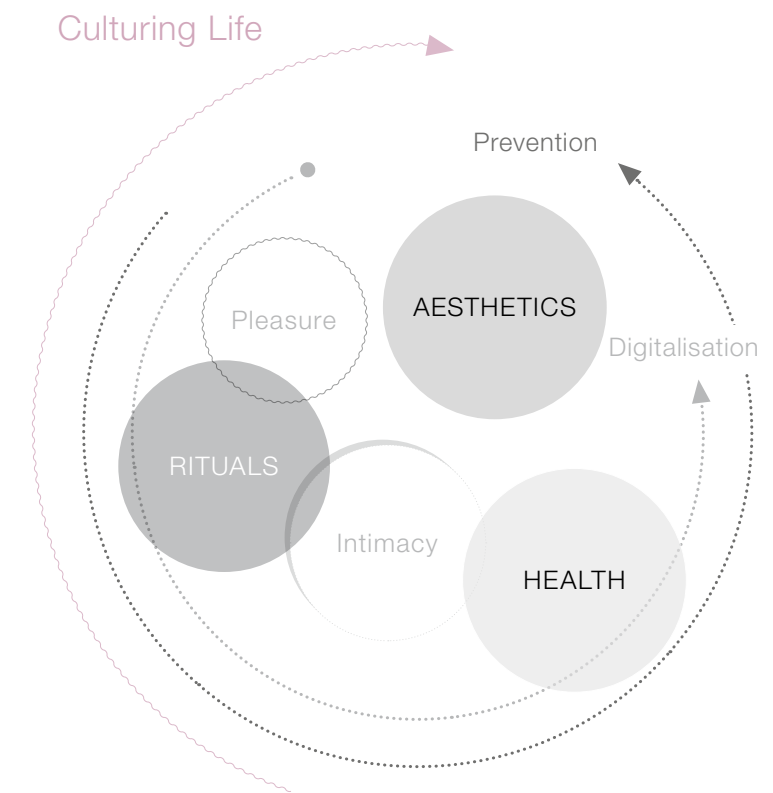 Culturing Life
Prevention
AESTHETICS
Pleasure
Digitalisation
RITUALS
Intimacy
HEALTH